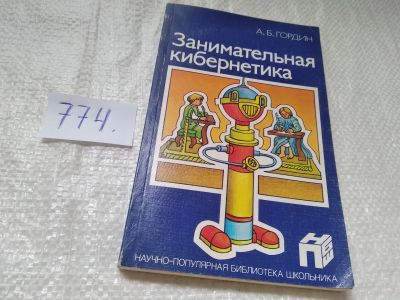 А. Б. ГОРДИН
Занимательная
кибернетика
774.
НАУЧНО-ПОПУЛЯРНАЯ БИБЛИОТЕКА ШКОЛЬНИКА